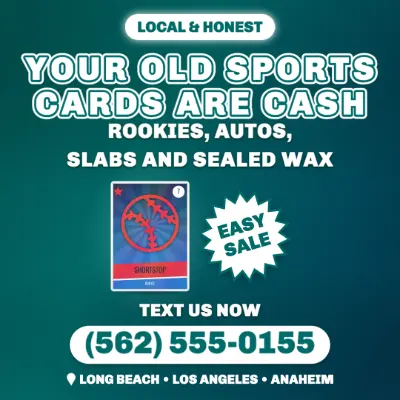 LOCAL & HONEST
YOUR OLD SPORTS
CARDS ARE CASH
ROOKIES, AUTOS,
SLABS AND SEALED WAX
7
SHORTSTOP
EASY
SALE
TEXT US NOW
(562) 555-0155
LONG BEACH • LOS ANGELES • ANAHEIM